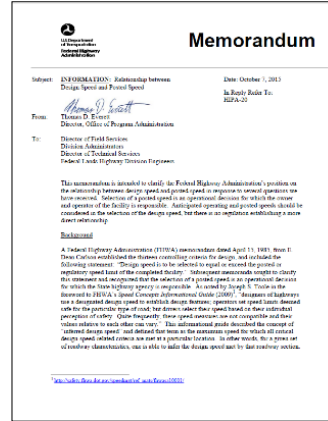 U.S. Department
of Transportation
Federal Highway
Administration
Memorandum
Subject: INFORMATION: Relationship between
Design Speed and Posted Speed
Date: October 7, 2015
In Reply Refer To:
HIPA-20
From: Thomas D. Everett
Director, Office of Program Administration
To: Director of Field Services
Division Administrators
Director of Technical Services
Federal Lands Highway Division Engineers
This memorandum is intended to clarify the Federal Highway Administration's position on
the relationship between design speed and posted speed in response to several questions we
have received. Selection of a posted speed is an operational decision for which the owner
and operator of the facility is responsible. Anticipated operating and posted speeds should be
considered in the selection of the design speed, but there is no regulation establishing a more
direct relationship.
Background
A Federal Highway Administration (FHWA) memorandum dated April 15, 1985, from
Dean Carlson established the thirteen controlling criteria for design, and included the
following statement: "Design speed is to be selected to equal or exceed the posted or
regulatory speed limit of the completed facility." Subsequent memoranda sought to clarify
this statement and recognized that the selection of a posted speed is an operational decision
for which the State highway agency is responsible. As noted by Joseph S. Toole in the
foreword to FHWA's Speed Concepts: Informational Guide (2009)¹, "designers of highways
use a designated design speed to establish design features; operators set speed limits deemed
safe for the particular type of road; but drivers select their speed based on their individual
perception of safety. Quite frequently, these speed measures are not compatible and their
values relative to each other can vary." This informational guide described the concept of
"inferred design speed" and defined that term as the maximum speed for which all critical
design speed-related criteria are met at a particular location. In other words, for a given set
of roadway characteristics, one is able to infer the design speed met by that roadway section.